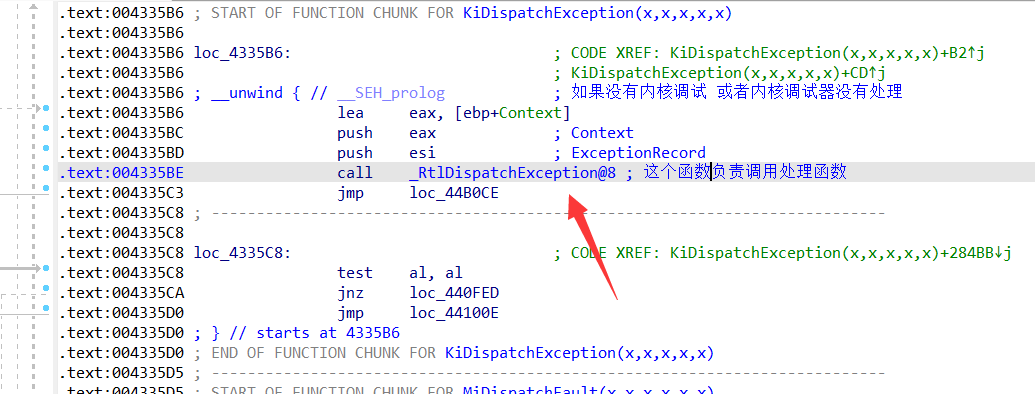 .text:004335B6 ; START OF FUNCTION CHUNK FOR KiDispatchException(x,x,x,x,x)
.text:004335B6
.text:004335B6 loc_4335B6: ; CODE XREF: KiDispatchException(x,x,x,x,x)+B2↑j
.text:004335B6 ; KiDispatchException(x,x,x,x,x)+CD↑j
.text:004335B6 ; __unwind { // __SEH_prolog ; 如果没有内核调试 或者内核调试器没有处理
.text:004335B6 lea eax, [ebp+Context]
.text:004335BC push eax ; Context
.text:004335BD push esi ; ExceptionRecord
.text:004335BE call _RtlDispatchException@8 ; 这个函数负责调用处理函数
.text:004335C3 jmp loc_44B0CE
.text:004335C8 ; ---------------------------------------------------------------------------
.text:004335C8
.text:004335C8 loc_4335C8: ; CODE XREF: KiDispatchException(x,x,x,x,x)+284BB↓j
.text:004335C8 test al, al
.text:004335CA jnz loc_440FED
.text:004335D0 jmp loc_44100E
.text:004335D0 ; } // starts at 4335B6
.text:004335D0 ; END OF FUNCTION CHUNK FOR KiDispatchException(x,x,x,x,x)
.text:004335D5 ; ---------------------------------------------------------------------------
.text:004335D5 ; START OF FUNCTION CHUNK FOR MiDispatchFault(x,x,x,x,x,x)